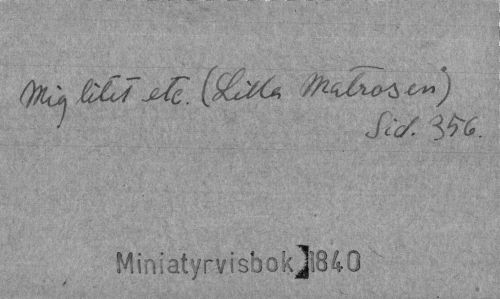 Mig litet etc. (Lilla Matrosen)
Sid. 356.
Miniatyrvisbok 1840